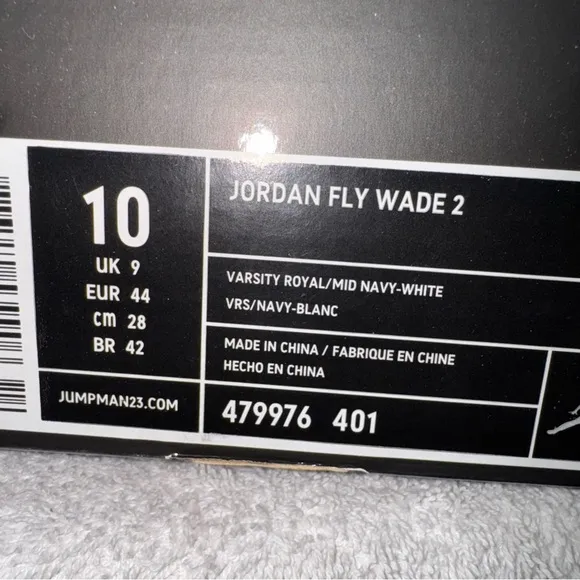 10
UK 9
EUR 44
cm 28
BR 42
JUMPMAN23.COM
JORDAN FLY WADE 2
VARSITY ROYAL/MID NAVY-WHITE
VRS/NAVY-BLANC
MADE IN CHINA / FABRIQUE EN CHINE
HECHO EN CHINA
479976 401